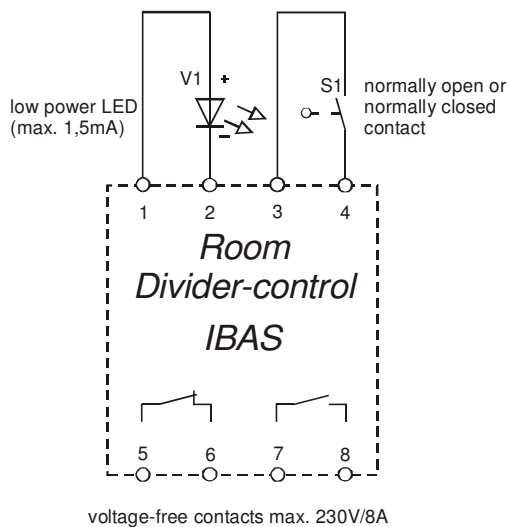 V1 +
S1
normally open or
normally closed
contact
low power LED
(max. 1,5mA)
–
1 2 3 4
Room
Divider-control
IBAS
5 6 7 8
voltage-free contacts max. 230V/8A